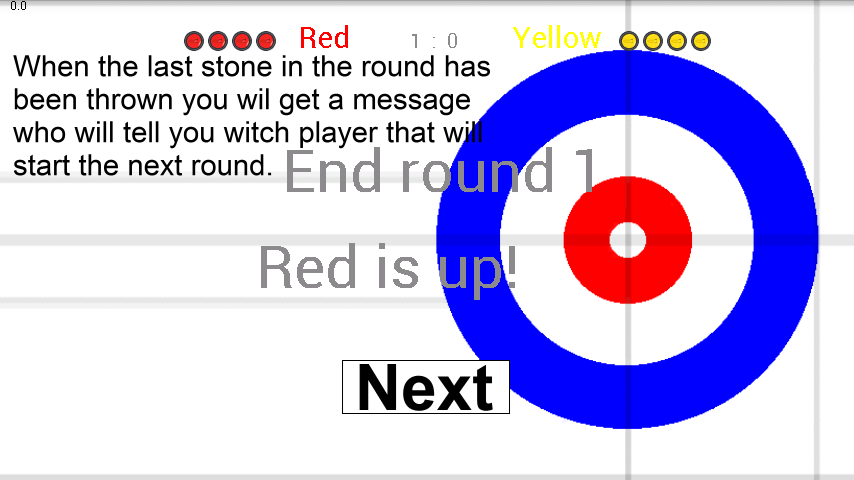 0.0
Red 1 : 0 Yellow
When the last stone in the round has
been thrown you wil get a message
who will tell you witch player that will
start the next round.
End round 1
Red is up!
Next